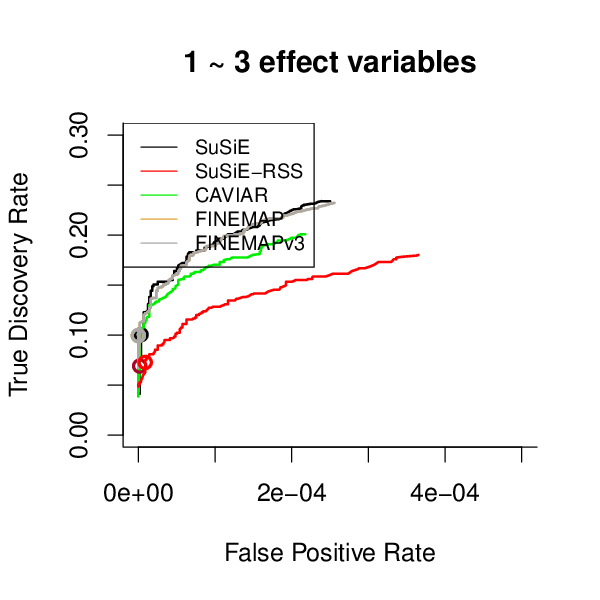 1 ~ 3 effect variables
True Discovery Rate
0.30
0.20
0.10
0.00
SuSiE
SuSiE−RSS
CAVIAR
FINEMAP
FINEMAPv3
0e+00 2e−04 4e−04
False Positive Rate